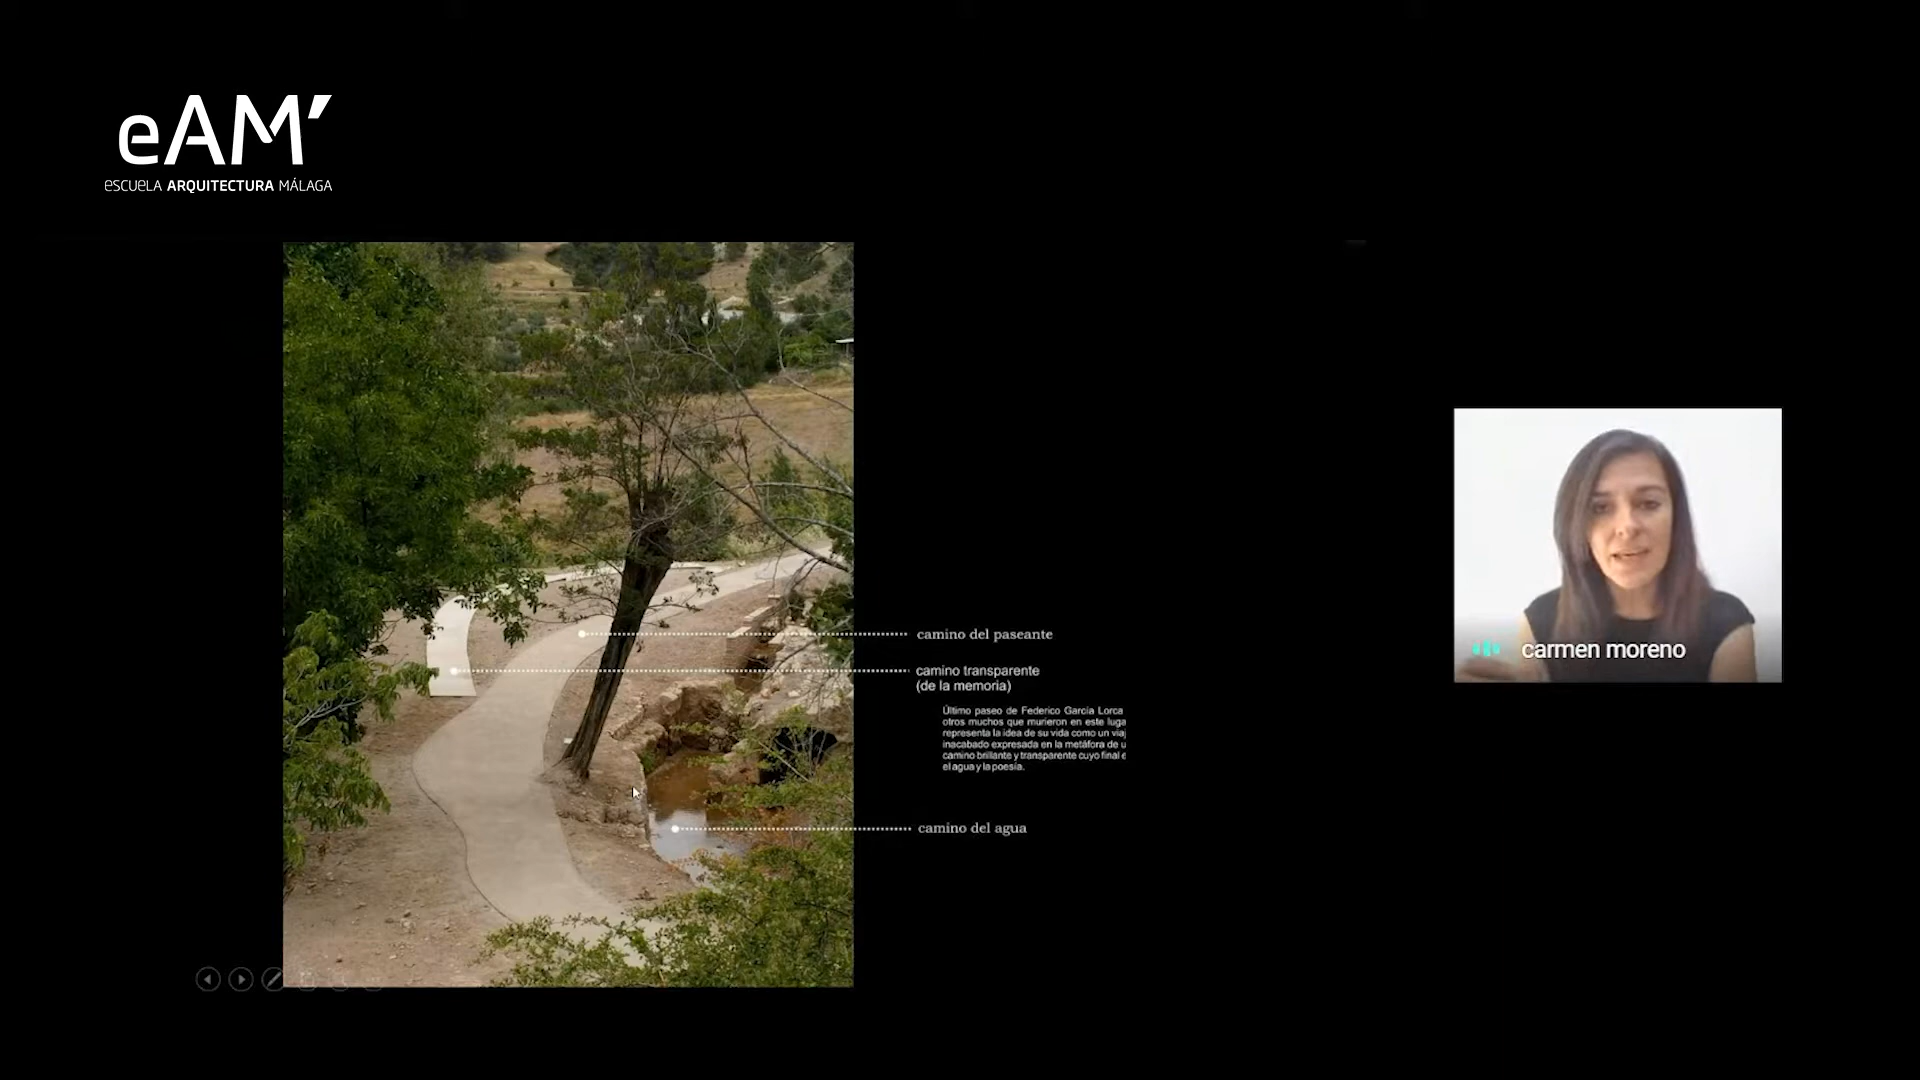 eAM'
ESCUELA ARQUITECTURA MÁLAGA
camino del paseante
camino transparente
(de la memoria)
Último paseo de Federico García Lorca
otros muchos que murieron en este
representa la idea de su vida como un
inacabado expresada en la metáfora de
camino brillante y transparente cuyo final
el agua y la poesía.
camino del agua
carmen moreno